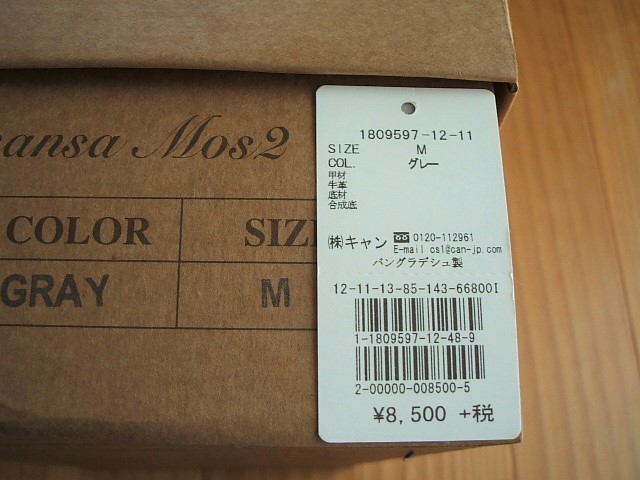 ansa Mos2
COLOR SIZ
GRAY M
1809597-12-11
SIZE M
COL. グレー
甲材
牛革
底材
合成底
㈱キャン 0120-112961
E-mail cs1@can-jp.com
バングラデシュ製
12-11-13-85-143-66800I
1-1809597-12-48-9
2-00000-008500-5
¥8,500 +税